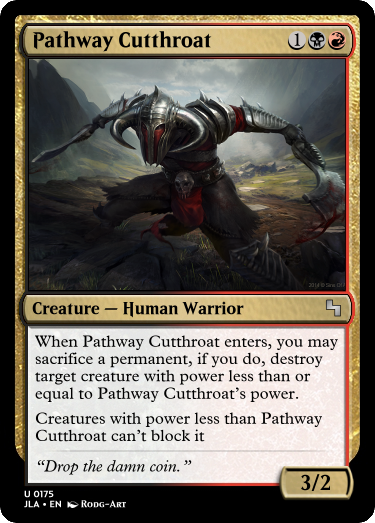 Pathway Cutthroat 1
Creature — Human Warrior
When Pathway Cutthroat enters, you may
sacrifice a permanent, if you do, destroy
target creature with power less than or
equal to Pathway Cutthroat's power.
Creatures with power less than Pathway
Cutthroat can't block it
“Drop the damn coin.”
3/2
U 0175
JLA • EN Rodg-Art